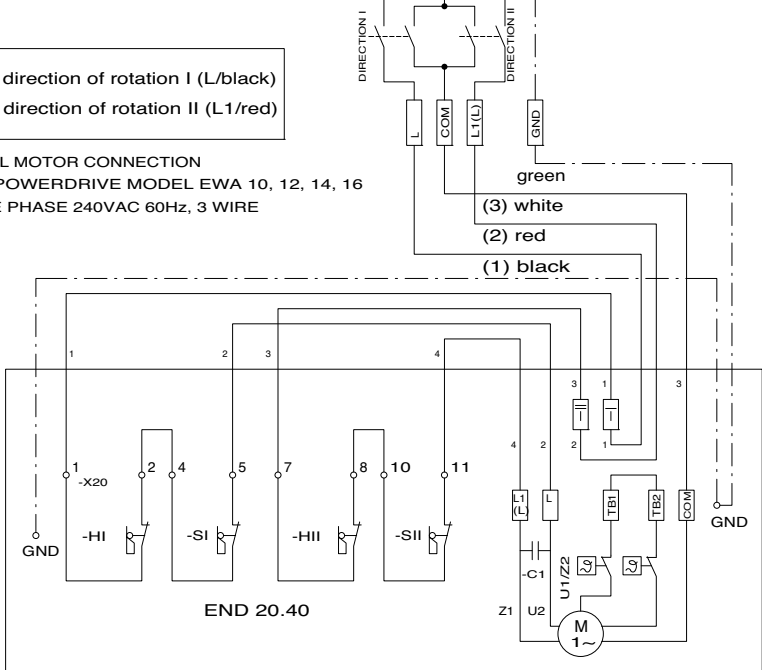 DIRECTION I
DIRECTION II
direction of rotation I (L/black)
direction of rotation II (L1/red)
L
COM
L1(L)
GND
L MOTOR CONNECTION
POWERDRIVE MODEL EWA 10, 12, 14, 16
E PHASE 240VAC 60Hz, 3 WIRE
green
(3) white
(2) red
(1) black
1
2
3
4
3
1
3
II
I
4
2
2
1
1
2
4
5
7
8
10
11
-X20
L1
(L)
L
TB1
TB2
COM
GND
GND
-HI
-SI
-HII
-SII
-C1
U1/Z2
END 20.40
Z1
U2
M
1~